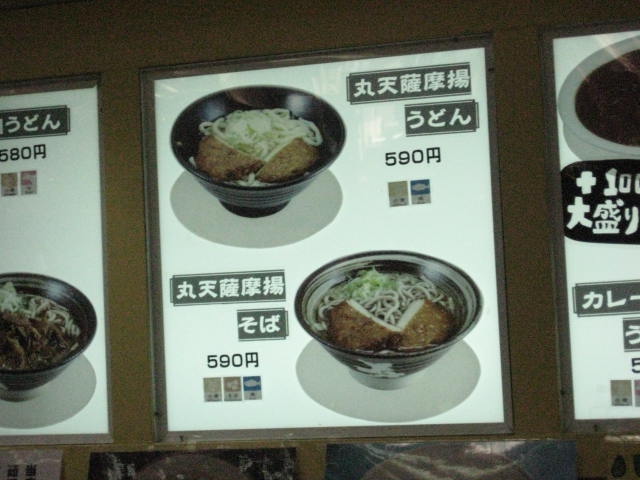 うどん
580円
丸天薩摩揚
うどん
590円
丸天薩摩揚
そば
590円
+100
大盛り
カレー